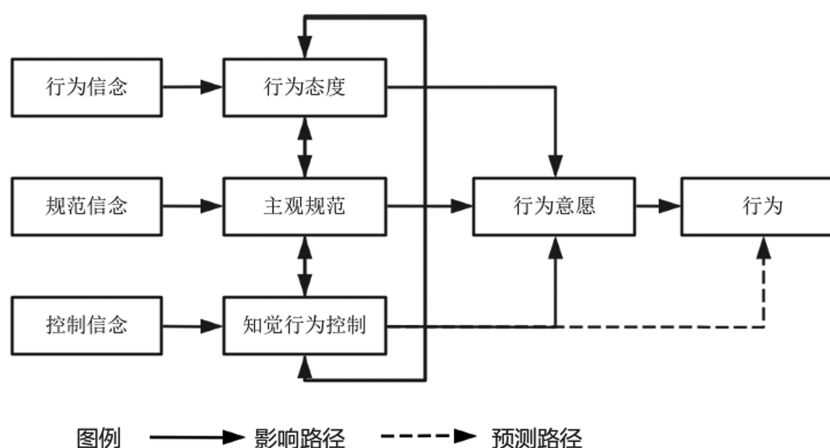 行为信念 行为态度
规范信念 主观规范 行为意愿 行为
控制信念 知觉行为控制
图例 影响路径 预测路径